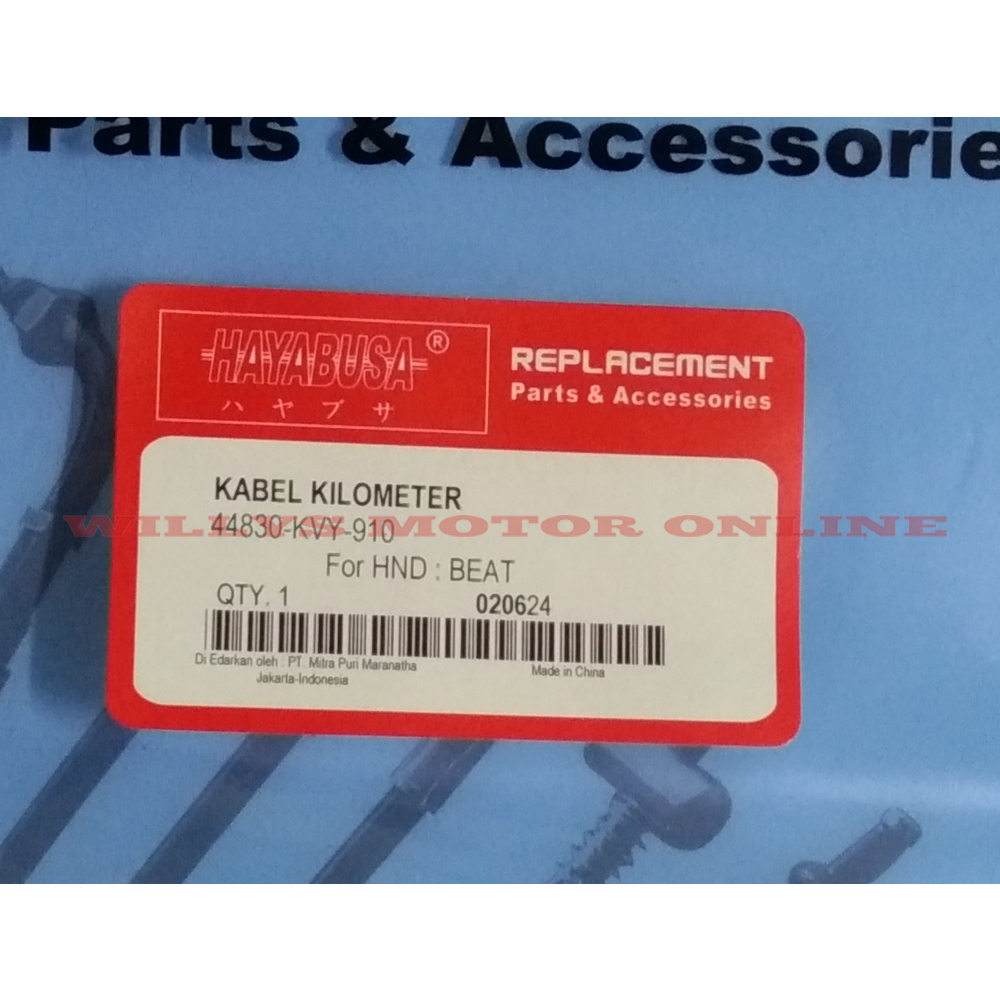 Parts & Accessorie
HAYABUSA®
ハヤブサ
REPLACEMENT
Parts & Accessories
KABEL KILOMETER
44830-KVY-910
MOTOR ONLINE
For HND : BEAT
QTY. 1
020624
Di Edarkan oleh : PT. Mitra Puri Maranatha
Jakarta-Indonesia
Made in China